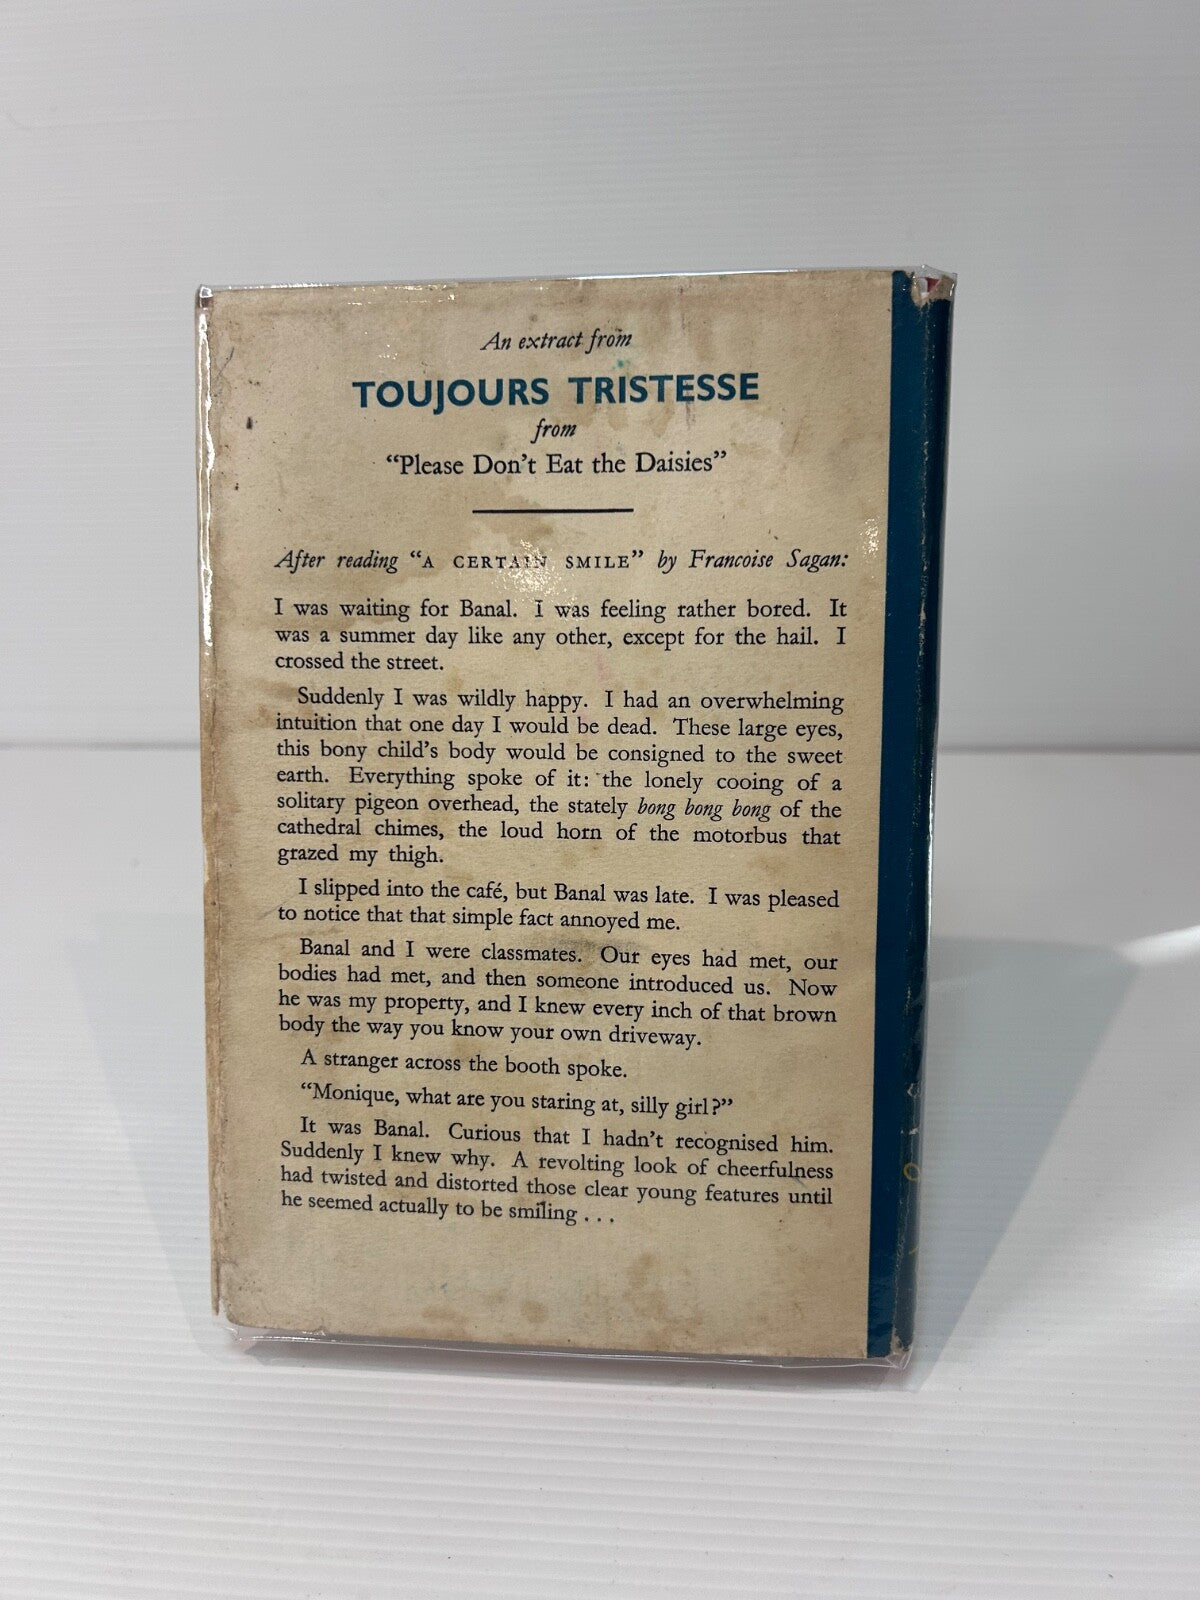 An extract from
TOUJOURS TRISTESSE
from
“Please Don’t Eat the Daisies”
After reading “A CERTAIN SMILE” by Francoise Sagan:
I was waiting for Banal. I was feeling rather bored. It
was a summer day like any other, except for the hail. I
crossed the street.
Suddenly I was wildly happy. I had an overwhelming
intuition that one day I would be dead. These large eyes,
this bony child’s body would be consigned to the sweet
earth. Everything spoke of it: the lonely cooing of a
solitary pigeon overhead, the stately bong bong bong of the
cathedral chimes, the loud horn of the motorbus that
grazed my thigh.
I slipped into the café, but Banal was late. I was pleased
to notice that that simple fact annoyed me.
Banal and I were classmates. Our eyes had met, our
bodies had met, and then someone introduced us. Now
he was my property, and I knew every inch of that brown
body the way you know your own driveway.
A stranger across the booth spoke.
“Monique, what are you staring at, silly girl?”
It was Banal. Curious that I hadn’t recognised him.
Suddenly I knew why. A revolting look of cheerfulness
had twisted and distorted those clear young features until
he seemed actually to be smiling . . .